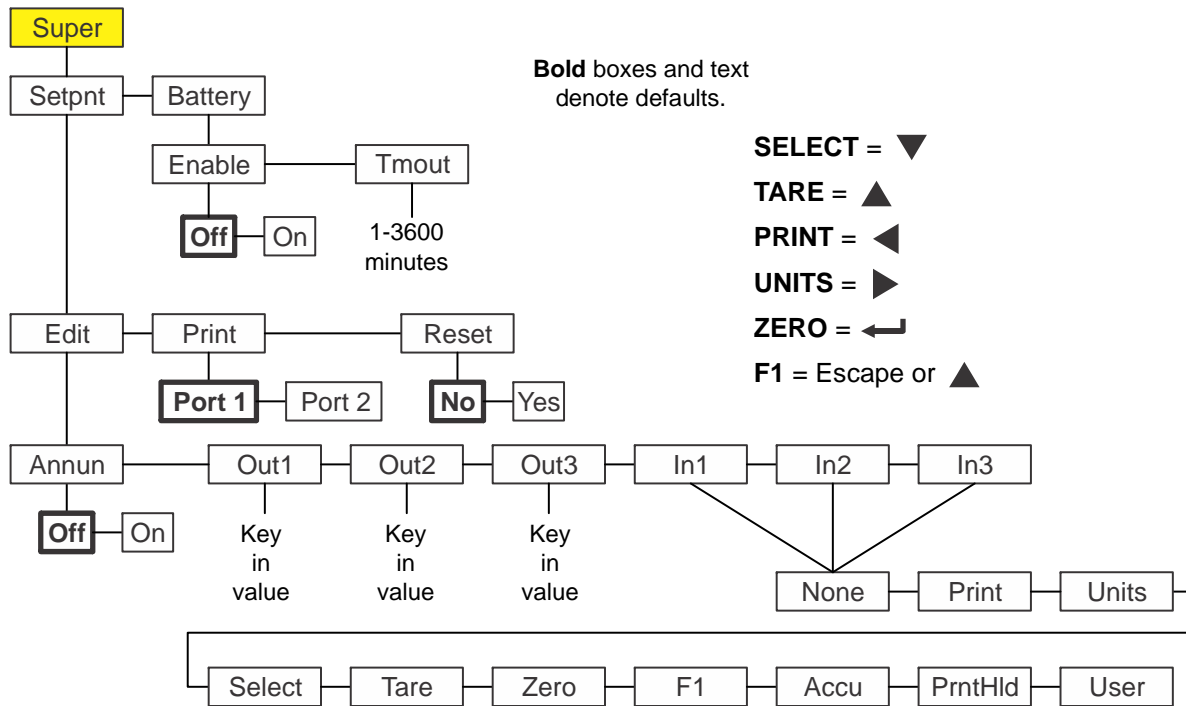 Super
Bold boxes and text
denote defaults.
Setpnt Battery
SELECT =
Enable Tmout
TARE =
Off On
1-3600
minutes
PRINT =
UNITS =
Edit Print Reset
ZERO =
F1 = Escape or
Port 1 Port 2 No Yes
Annun Out1 Out2 Out3 In1 In2 In3
Off On
Key
in
value
Key
in
value
Key
in
value
None Print Units
Select Tare Zero F1 Accu PrntHld User